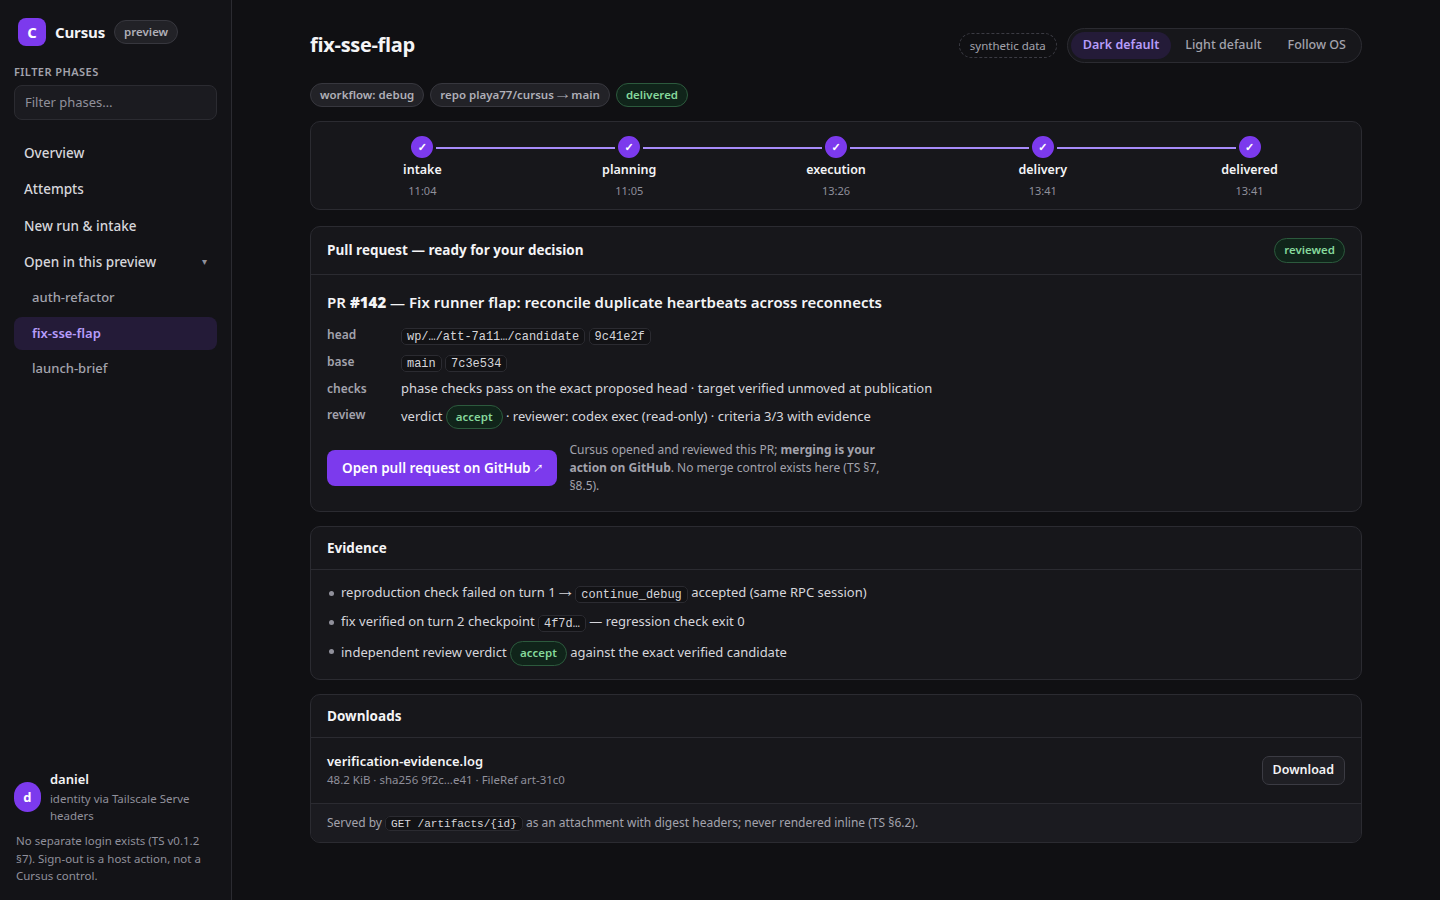 C Cursus preview
FILTER PHASES
Filter phases...
Overview
Attempts
New run & intake
Open in this preview ▾
auth-refactor
fix-sse-flap
launch-brief
d daniel
identity via Tailscale Serve
headers
No separate login exists (TS v0.1.2
§7). Sign-out is a host action, not a
Cursus control.
fix-sse-flap
synthetic data Dark default Light default Follow OS
workflow: debug repo playa77/cursus → main delivered
✓ ✓ ✓ ✓ ✓
intake planning execution delivery delivered
11:04 11:05 13:26 13:41 13:41
Pull request — ready for your decision reviewed
PR #142 — Fix runner flap: reconcile duplicate heartbeats across reconnects
head wp/…/att-7a11…/candidate 9c41e2f
base main 7c3e534
checks phase checks pass on the exact proposed head · target verified unmoved at publication
review verdict accept · reviewer: codex exec (read-only) · criteria 3/3 with evidence
Open pull request on GitHub ↗
Cursus opened and reviewed this PR; merging is your
action on GitHub. No merge control exists here (TS §7,
§8.5).
Evidence
• reproduction check failed on turn 1 → continue_debug accepted (same RPC session)
• fix verified on turn 2 checkpoint 4f7d… — regression check exit 0
• independent review verdict accept against the exact verified candidate
Downloads
verification-evidence.log
48.2 KiB · sha256 9f2c…e41 · FileRef art-31c0
Download
Served by GET /artifacts/{id} as an attachment with digest headers; never rendered inline (TS §6.2).